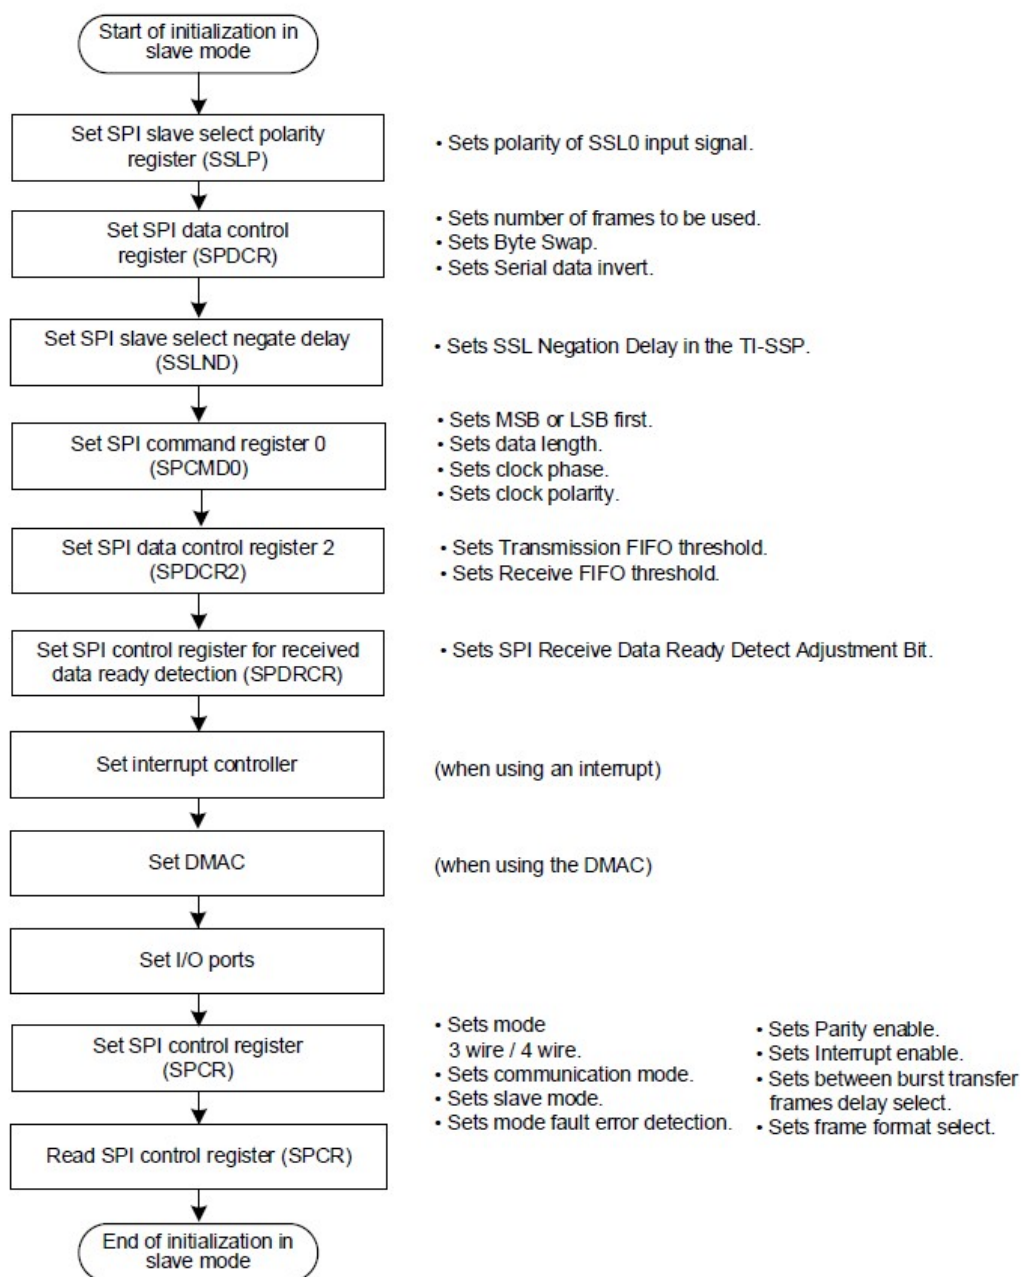 Start of initialization in
slave mode
Set SPI slave select polarity
register (SSLP)
• Sets polarity of SSL0 input signal.
Set SPI data control
register (SPDCR)
• Sets number of frames to be used.
• Sets Byte Swap.
• Sets Serial data invert.
Set SPI slave select negate delay
(SSLND)
• Sets SSL Negation Delay in the TI-SSP.
Set SPI command register 0
(SPCMD0)
• Sets MSB or LSB first.
• Sets data length.
• Sets clock phase.
• Sets clock polarity.
Set SPI data control register 2
(SPDCR2)
• Sets Transmission FIFO threshold.
• Sets Receive FIFO threshold.
Set SPI control register for received
data ready detection (SPDRCR)
• Sets SPI Receive Data Ready Detect Adjustment Bit.
Set interrupt controller
(when using an interrupt)
Set DMAC
(when using the DMAC)
Set I/O ports
Set SPI control register
(SPCR)
• Sets mode
3 wire / 4 wire.
• Sets communication mode.
• Sets slave mode.
• Sets mode fault error detection.
• Sets Parity enable.
• Sets Interrupt enable.
• Sets between burst transfer
frames delay select.
• Sets frame format select.
Read SPI control register (SPCR)
End of initialization in
slave mode